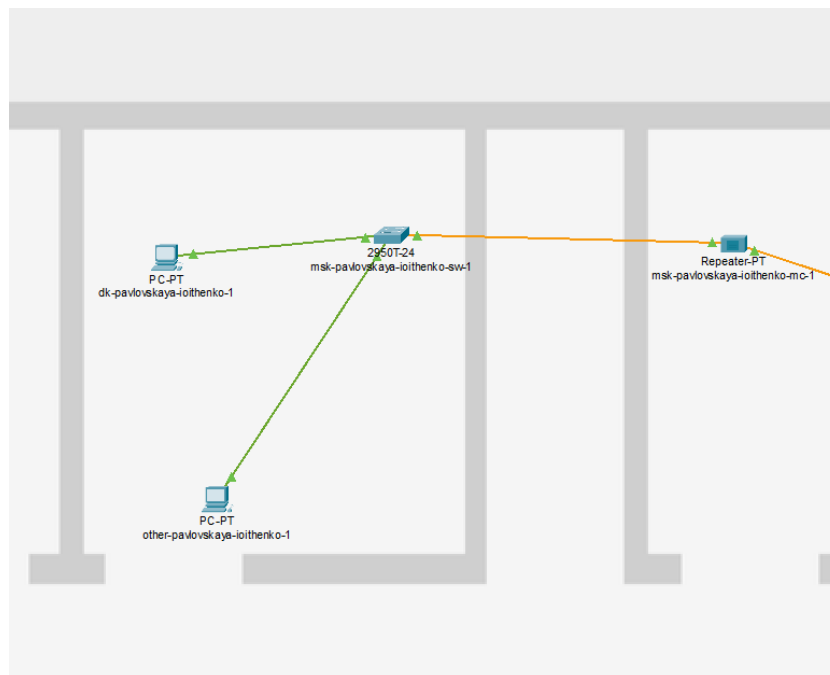 2950T-24
msk-pavlovskaya-ioithenko-sw-1
Repeater-PT
msk-pavlovskaya-ioithenko-mc-1
PC-PT
dk-pavlovskaya-ioithenko-1
PC-PT
other-pavlovskaya-ioithenko-1